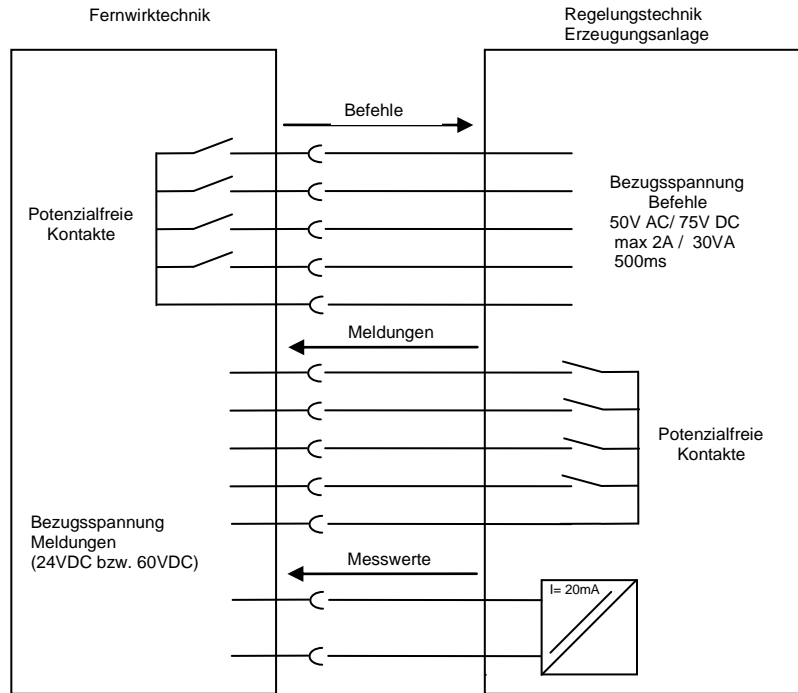 Fernwirktechnik
Regelungstechnik
Erzeugungsanlage
Befehle
Potenzialfreie
Kontakte
Bezugsspannung
Befehle
50V AC/ 75V DC
max 2A / 30VA
500ms
Meldungen
Potenzialfreie
Kontakte
Bezugsspannung
Meldungen
(24VDC bzw. 60VDC)
Messwerte
I= 20mA